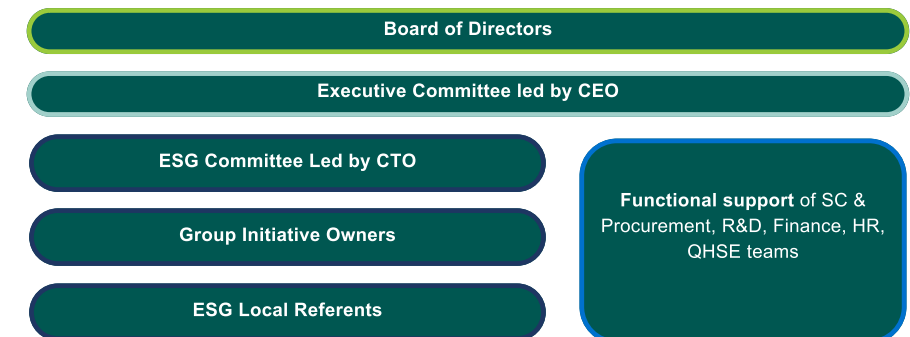 Board of Directors
Executive Committee led by CEO
ESG Committee Led by CTO
Group Initiative Owners
ESG Local Referents
Functional support of SC &
Procurement, R&D, Finance, HR,
QHSE teams